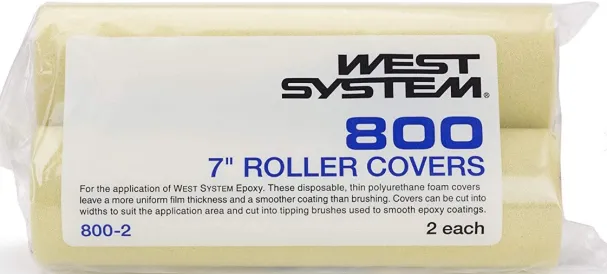 WEST
SYSTEM®
800
7" ROLLER COVERS
For the application of WEST SYSTEM Epoxy. These disposable, thin polyurethane foam covers
leave a more uniform film thickness and a smoother coating than brushing. Covers can be cut into
widths to suit the application area and cut into tipping brushes used to smooth epoxy coatings.
800-2 2 each